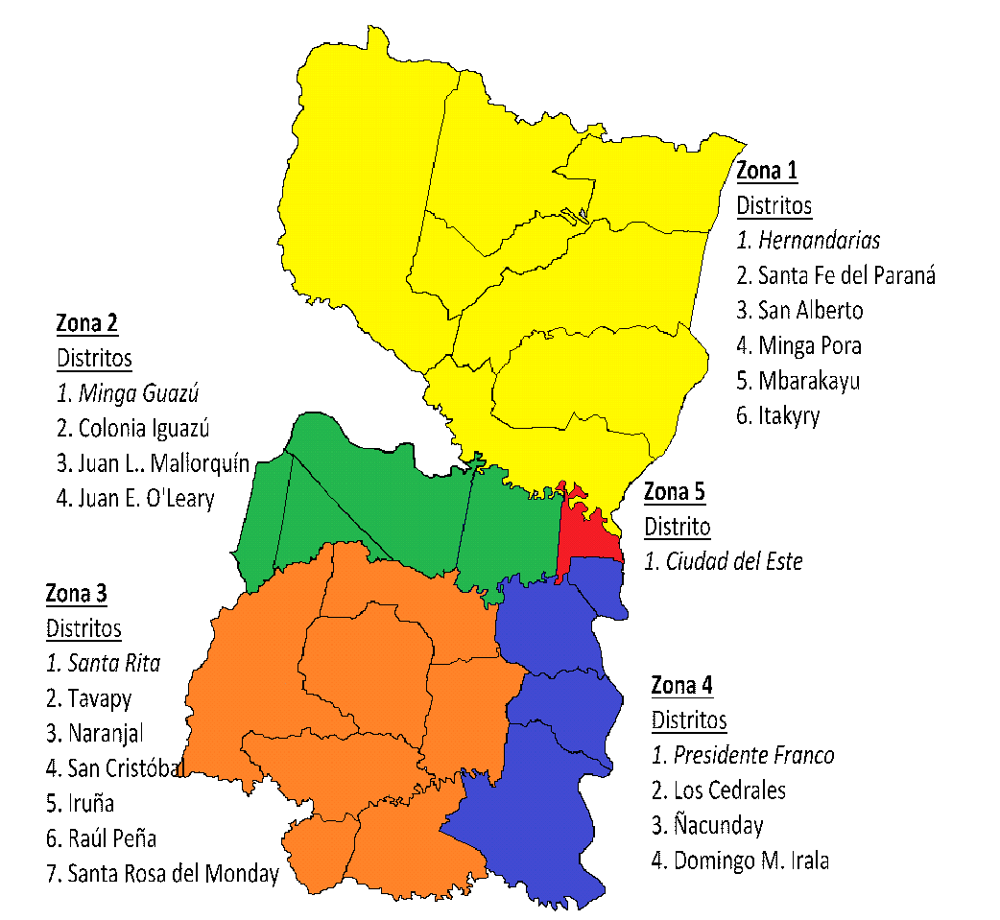 Zona 1
Distritos
1. Hernandarias
2. Santa Fe del Paraná
3. San Alberto
4. Minga Pora
5. Mbarakayu
6. Itakyry
Zona 2
Distritos
1. Minga Guazú
2. Colonia Iguazú
3. Juan L.. Mallorquín
4. Juan E. O'Leary
Zona 5
Distrito
1. Ciudad del Este
Zona 3
Distritos
1. Santa Rita
2. Tavapy
3. Naranjal
4. San Cristóbal
5. Iruña
6. Raúl Peña
7. Santa Rosa del Monday
Zona 4
Distritos
1. Presidente Franco
2. Los Cedrales
3. Ñacunday
4. Domingo M. Irala